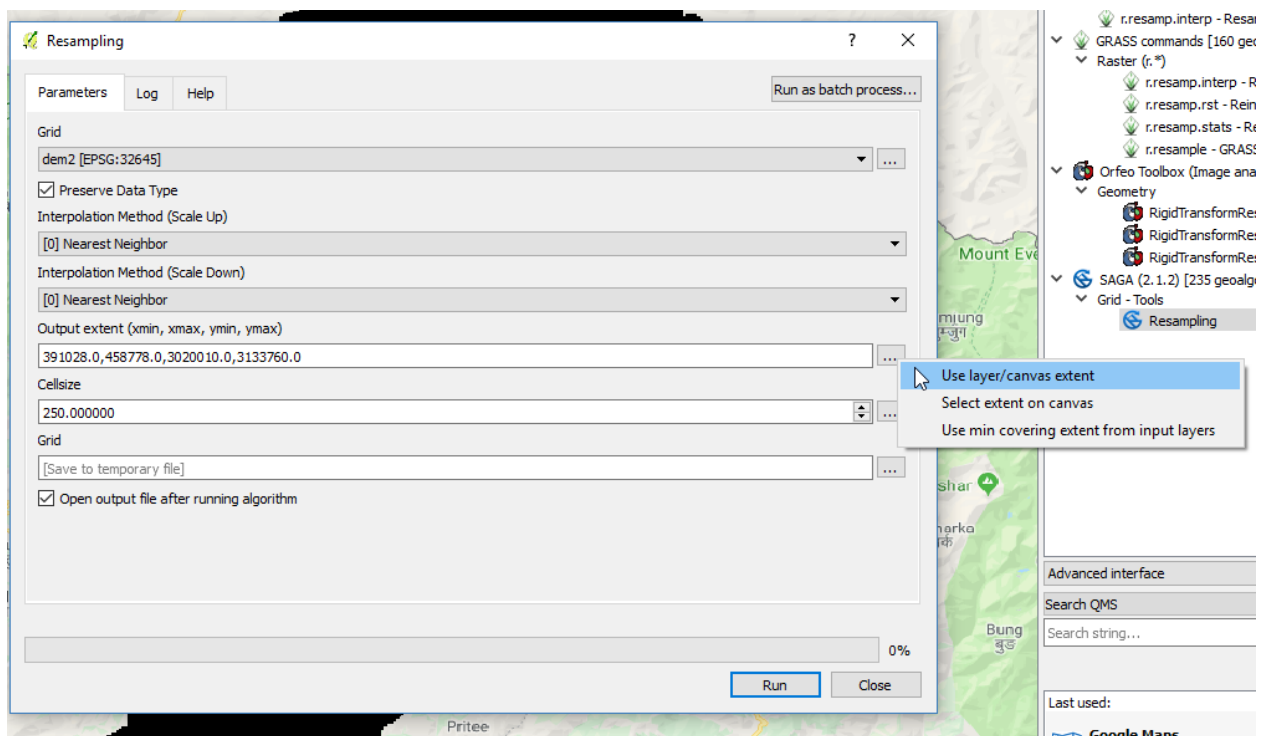 Resampling
?
Parameters
Log
Help
Run as batch process...
Grid
dem2 [EPSG:32645]
...
Preserve Data Type
Interpolation Method (Scale Up)
[0] Nearest Neighbor
Interpolation Method (Scale Down)
[0] Nearest Neighbor
Output extent (xmin, xmax, ymin, ymax)
391028.0,458778.0,3020010.0,3133760.0
...
Use layer/canvas extent
Select extent on canvas
Use min covering extent from input layers
Cellsize
250.000000
...
Grid
[Save to temporary file]
...
Open output file after running algorithm
0%
Run
Close
Mount Eve
mjung
shar
harka
Bung
बुङ
Pritee
r.resamp.interp - Resar
GRASS commands [160 geo
Raster (r.*)
r.resamp.interp - R
r.resamp.rst - Rein
r.resamp.stats - Re
r.resample - GRASS
Orfeo Toolbox (Image ana
Geometry
RigidTransformRes
RigidTransformRes
RigidTransformRes
SAGA (2.1.2) [235 geoalgo
Grid - Tools
Resampling
Advanced interface
Search QMS
Search string...
Last used:
Google Maps